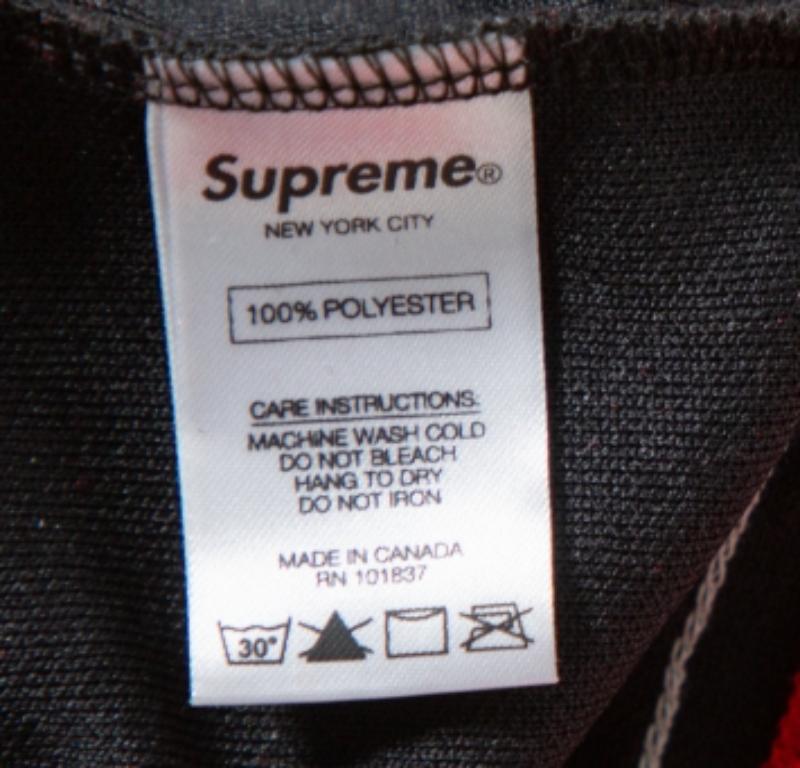 Supreme®
NEW YORK CITY
100% POLYESTER
CARE INSTRUCTIONS:
MACHINE WASH COLD
DO NOT BLEACH
HANG TO DRY
DO NOT IRON
MADE IN CANADA
RN 101837
30°